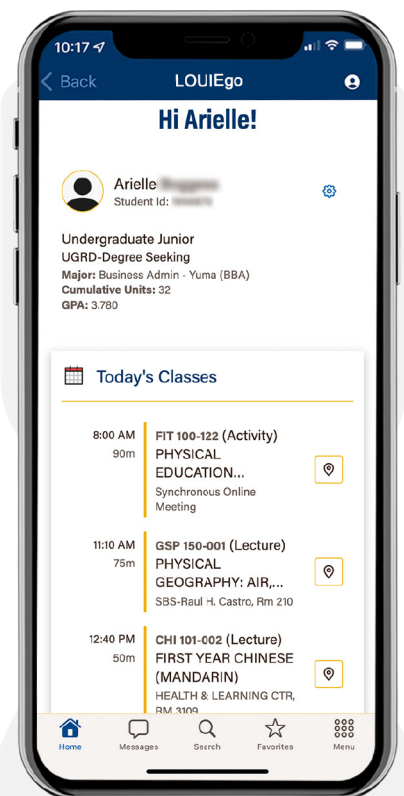 10:17
Back
LOUIEgo
Hi Arielle!
Arielle
Student Id:
Undergraduate Junior
UGRD-Degree Seeking
Major: Business Admin - Yuma (BBA)
Cumulative Units: 32
GPA: 3.780
Today's Classes
8:00 AM
90m
FIT 100-122 (Activity)
PHYSICAL
EDUCATION...
Synchronous Online
Meeting
11:10 AM
75m
GSP 150-001 (Lecture)
PHYSICAL
GEOGRAPHY: AIR,...
SBS-Raul H. Castro, Rm 210
12:40 PM
50m
CHI 101-002 (Lecture)
FIRST YEAR CHINESE
(MANDARIN)
HEALTH & LEARNING CTR,
RM 3109
Home
Messages
Search
Favorites
Menu